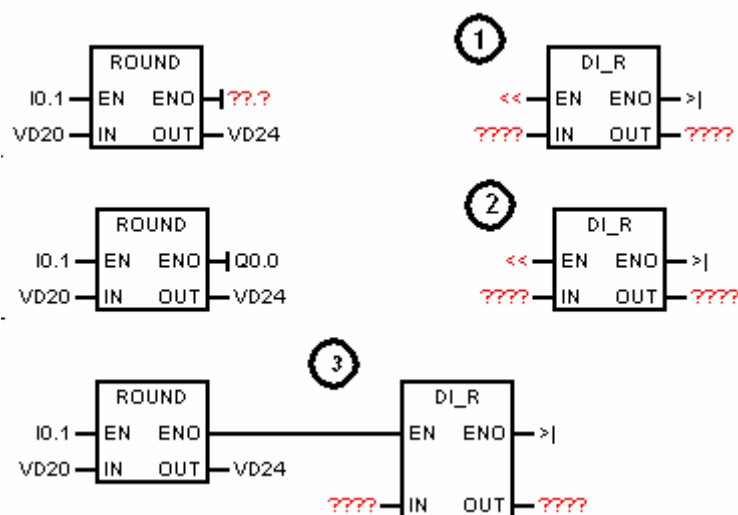 1
ROUND DI_R
I0.1 EN ENO ??.? << EN ENO >|
VD20 IN OUT VD24 ???? IN OUT ????
2
ROUND DI_R
I0.1 EN ENO Q0.0 << EN ENO >|
VD20 IN OUT VD24 ???? IN OUT ????
3
ROUND DI_R
I0.1 EN ENO EN ENO >|
VD20 IN OUT VD24
???? IN OUT ????